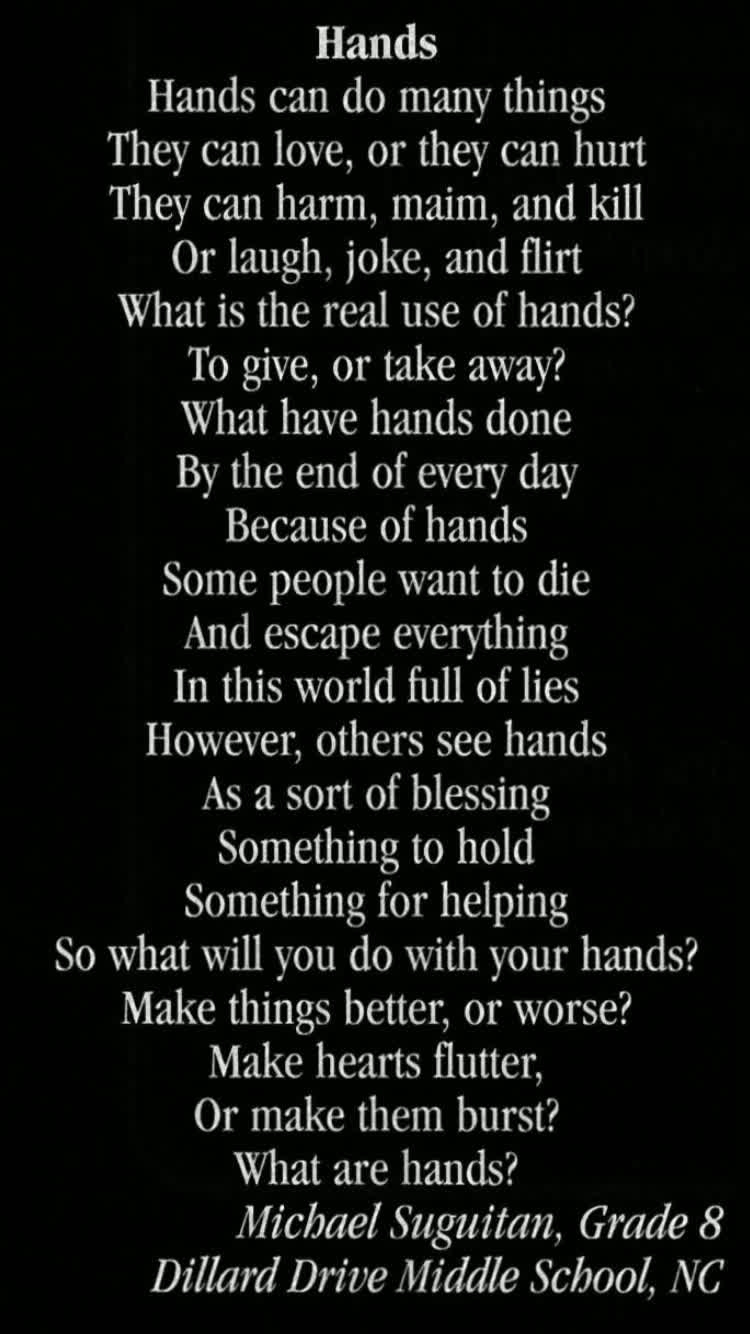 Hands
Hands can do many things
They can love, or they can hurt
They can harm, maim, and kill
Or laugh, joke, and flirt
What is the real use of hands?
To give, or take away?
What have hands done
By the end of every day
Because of hands
Some people want to die
And escape everything
In this world full of lies
However, others see hands
As a sort of blessing
Something to hold
Something for helping
So what will you do with your hands?
Make things better, or worse?
Make hearts flutter,
Or make them burst?
What are hands?
Michael Suguitan, Grade 8
Dillard Drive Middle School, NC